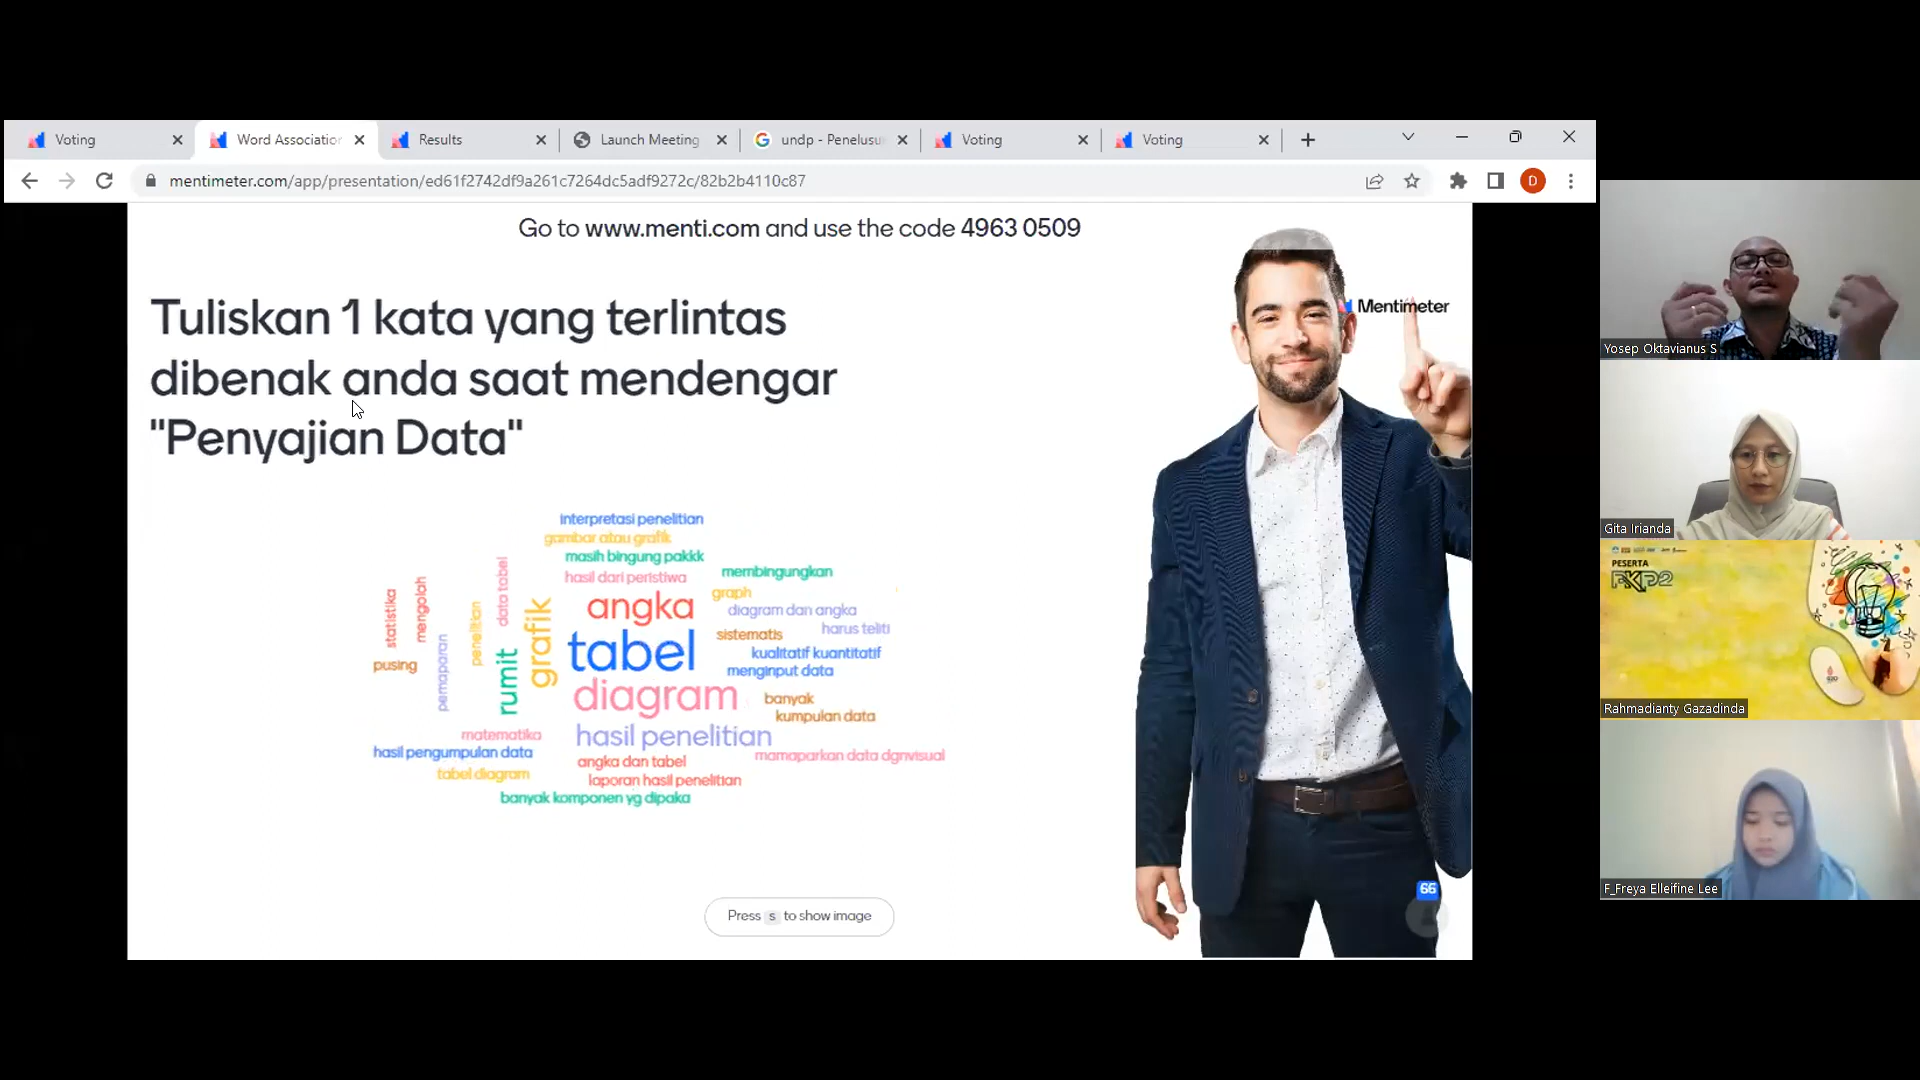 Voting
Word Association
Results
Launch Meeting
undp - Penelusu
Voting
Voting
mentimeter.com/app/presentation/ed61f2742df9a261c7264dc5adf9272c/82b2b4110c87
D
Go to www.menti.com and use the code 4963 0509
Mentimeter
Tuliskan 1 kata yang terlintas
dibenak anda saat mendengar
"Penyajian Data"
interpretasi penelitian
gambar atau grafik
masih bingung pakkk
hasil dari peristiwa
membingungkan
graph
diagram dan angka
harus teliti
sistematis
kualitatif kuantitatif
menginput data
angka
tabel
diagram
hasil penelitian
grafik
rumit
data tabel
penelitian
pemaparan
mengolah
statistika
pusing
banyak
kumpulan data
matematika
hasil pengumpulan data
tabel diagram
angka dan tabel
laporan hasil penelitian
mamaparkan data dgnvisual
banyak komponen yg dipaka
Press s to show image
66
Yosep Oktavianus S
Gita Irianda
PESERTA
PKP2
Rahmadianty Gazadinda
F_Freya Elleifine Lee